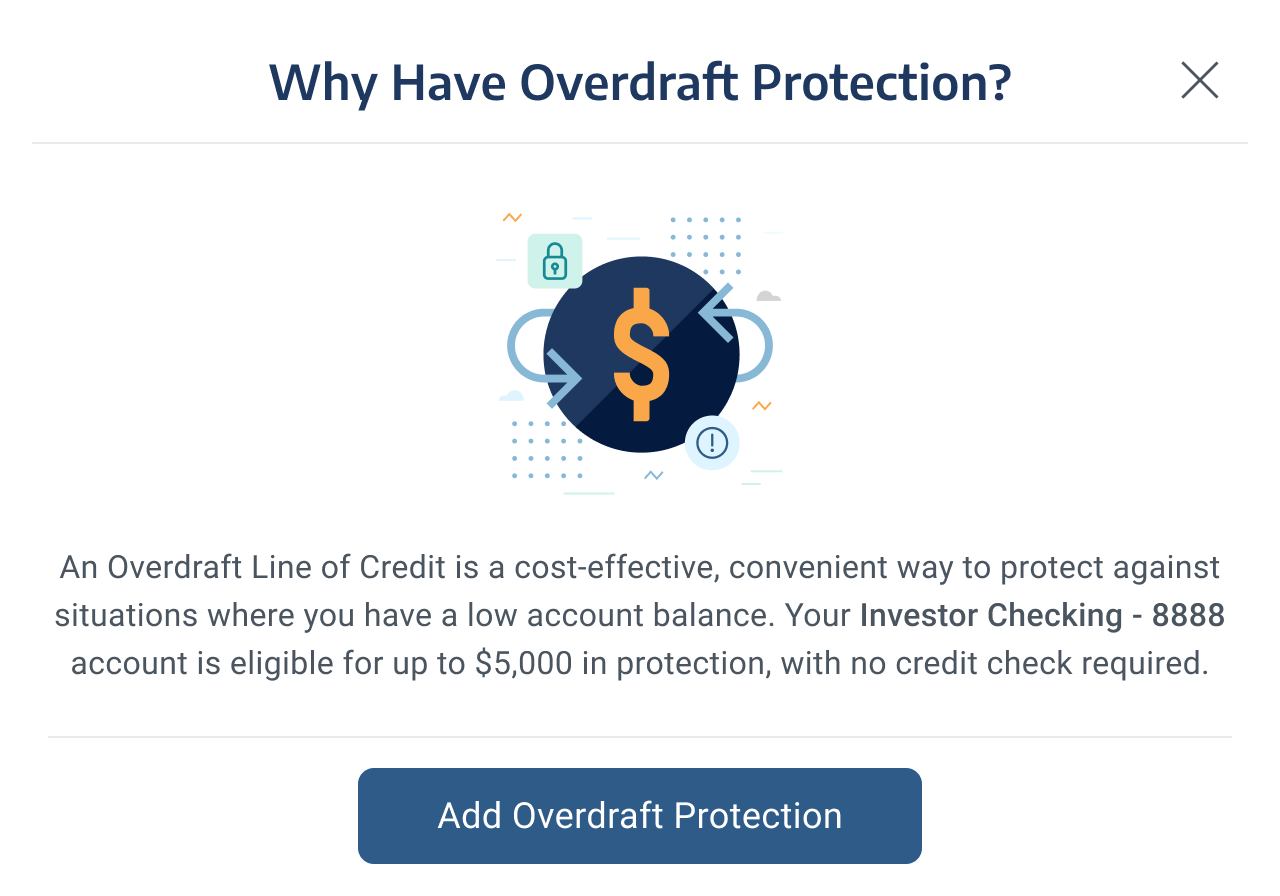 Why Have Overdraft Protection?
An Overdraft Line of Credit is a cost-effective, convenient way to protect against
situations where you have a low account balance. Your Investor Checking - 8888
account is eligible for up to $5,000 in protection, with no credit check required.
Add Overdraft Protection